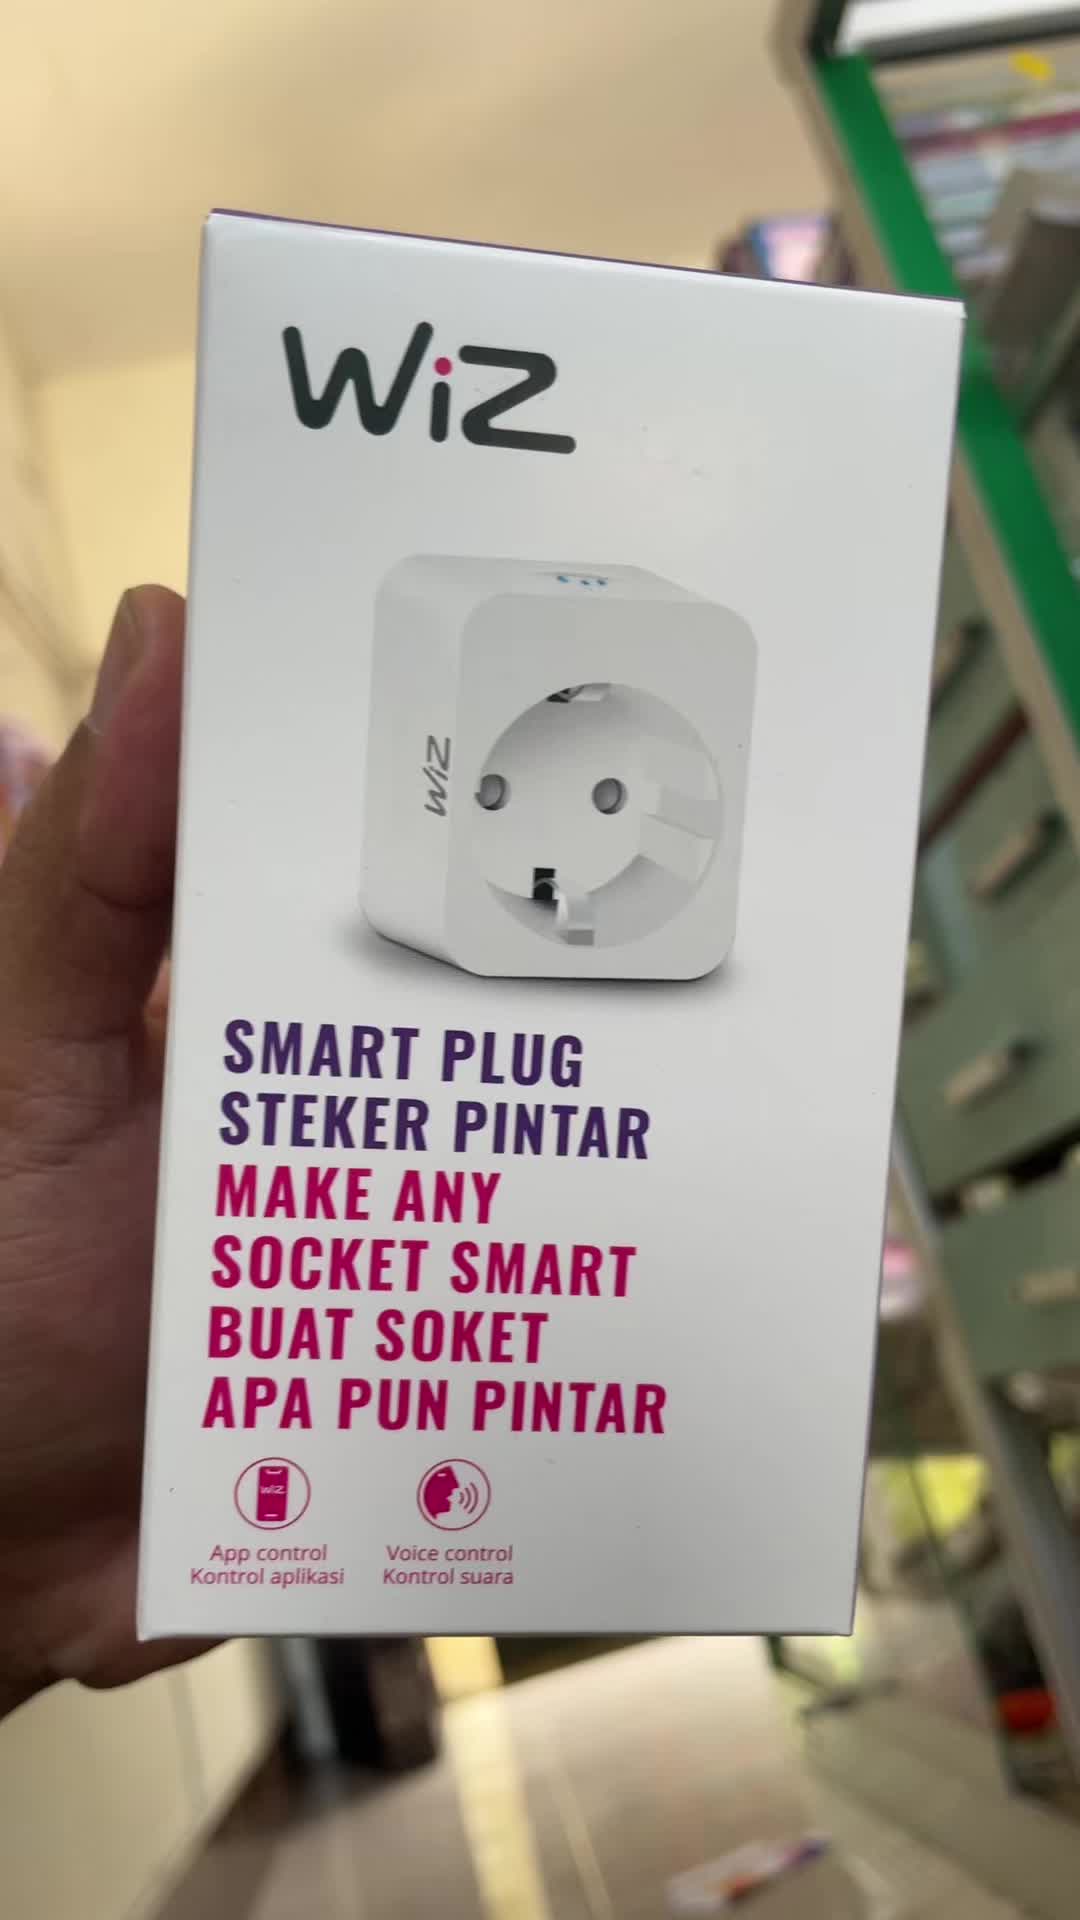 WiZ
WiZ
SMART PLUG
STEKER PINTAR
MAKE ANY
SOCKET SMART
BUAT SOKET
APA PUN PINTAR
WiZ
App control
Kontrol aplikasi
Voice control
Kontrol suara